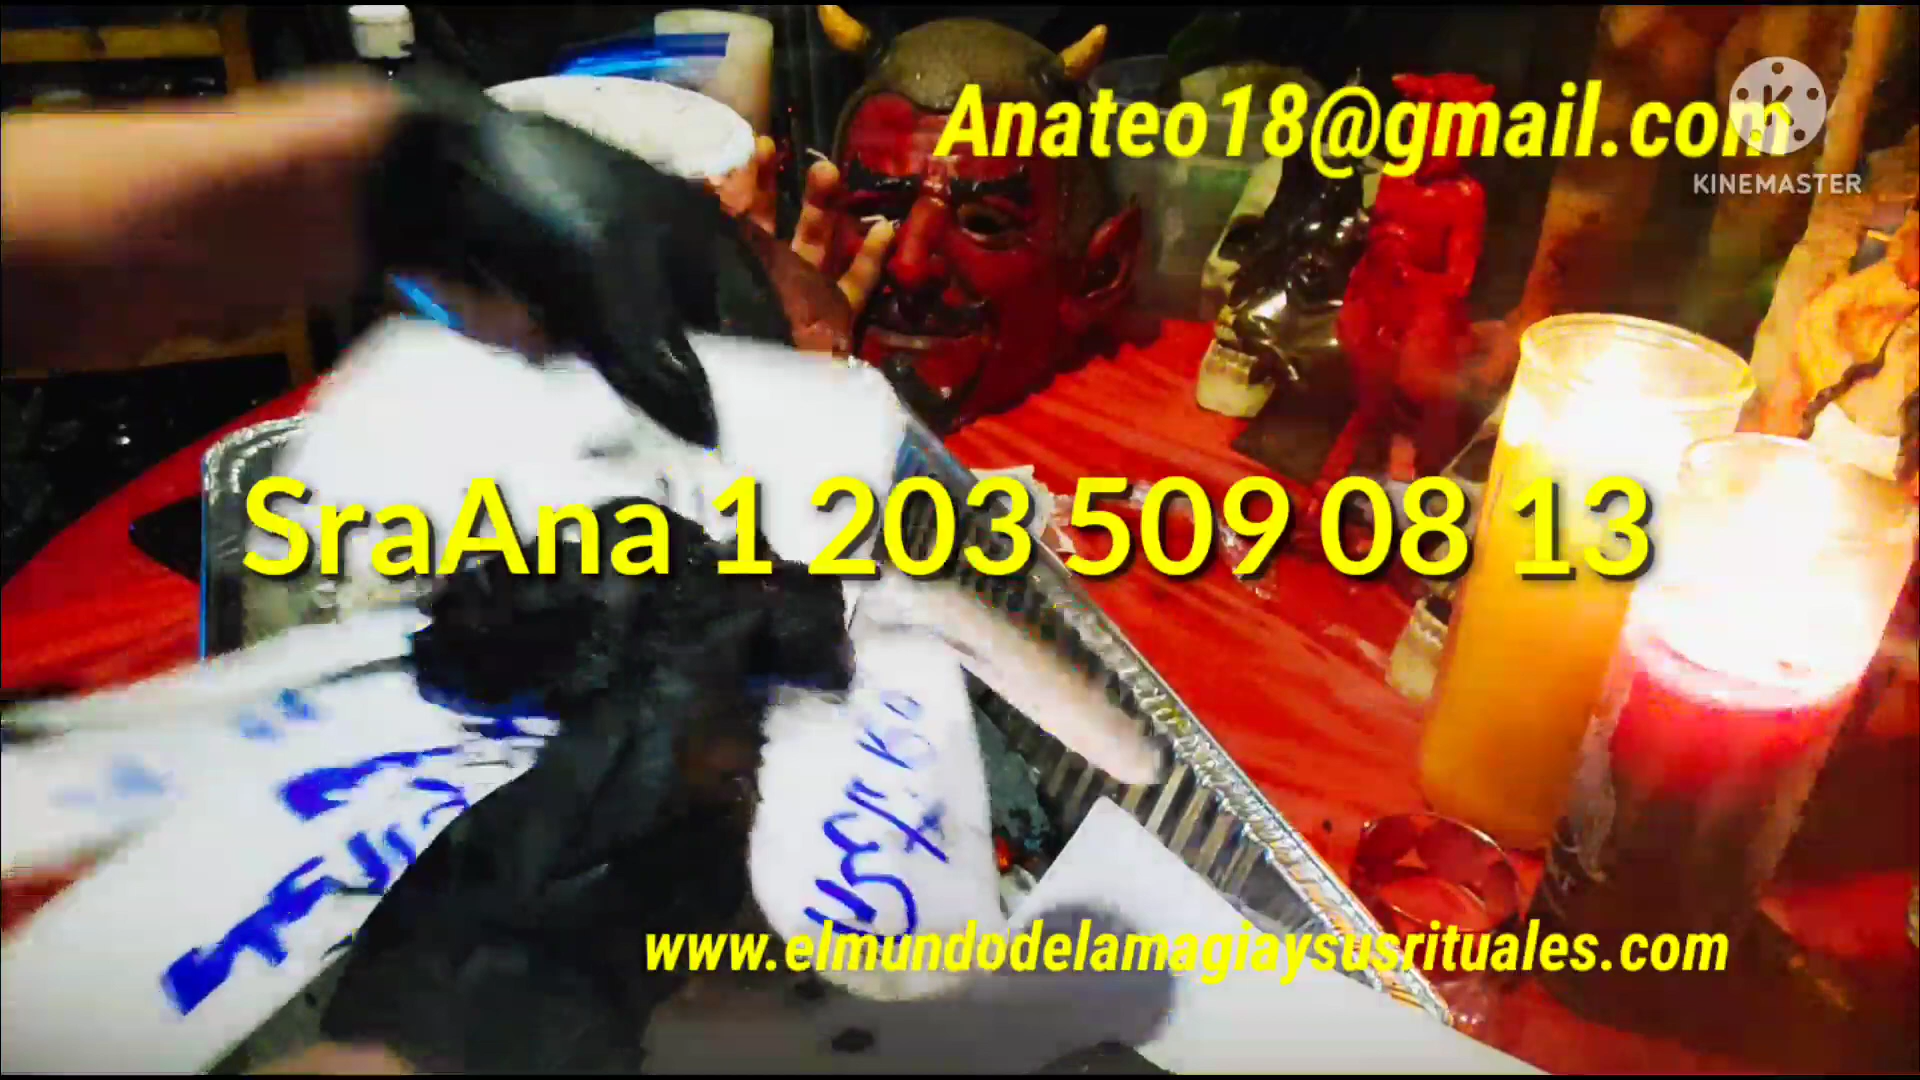 Anateo18@gmail.com
KINEMASTER
SraAna 1 203 509 08 13
www.elmundodelamagiaysusrituales.com